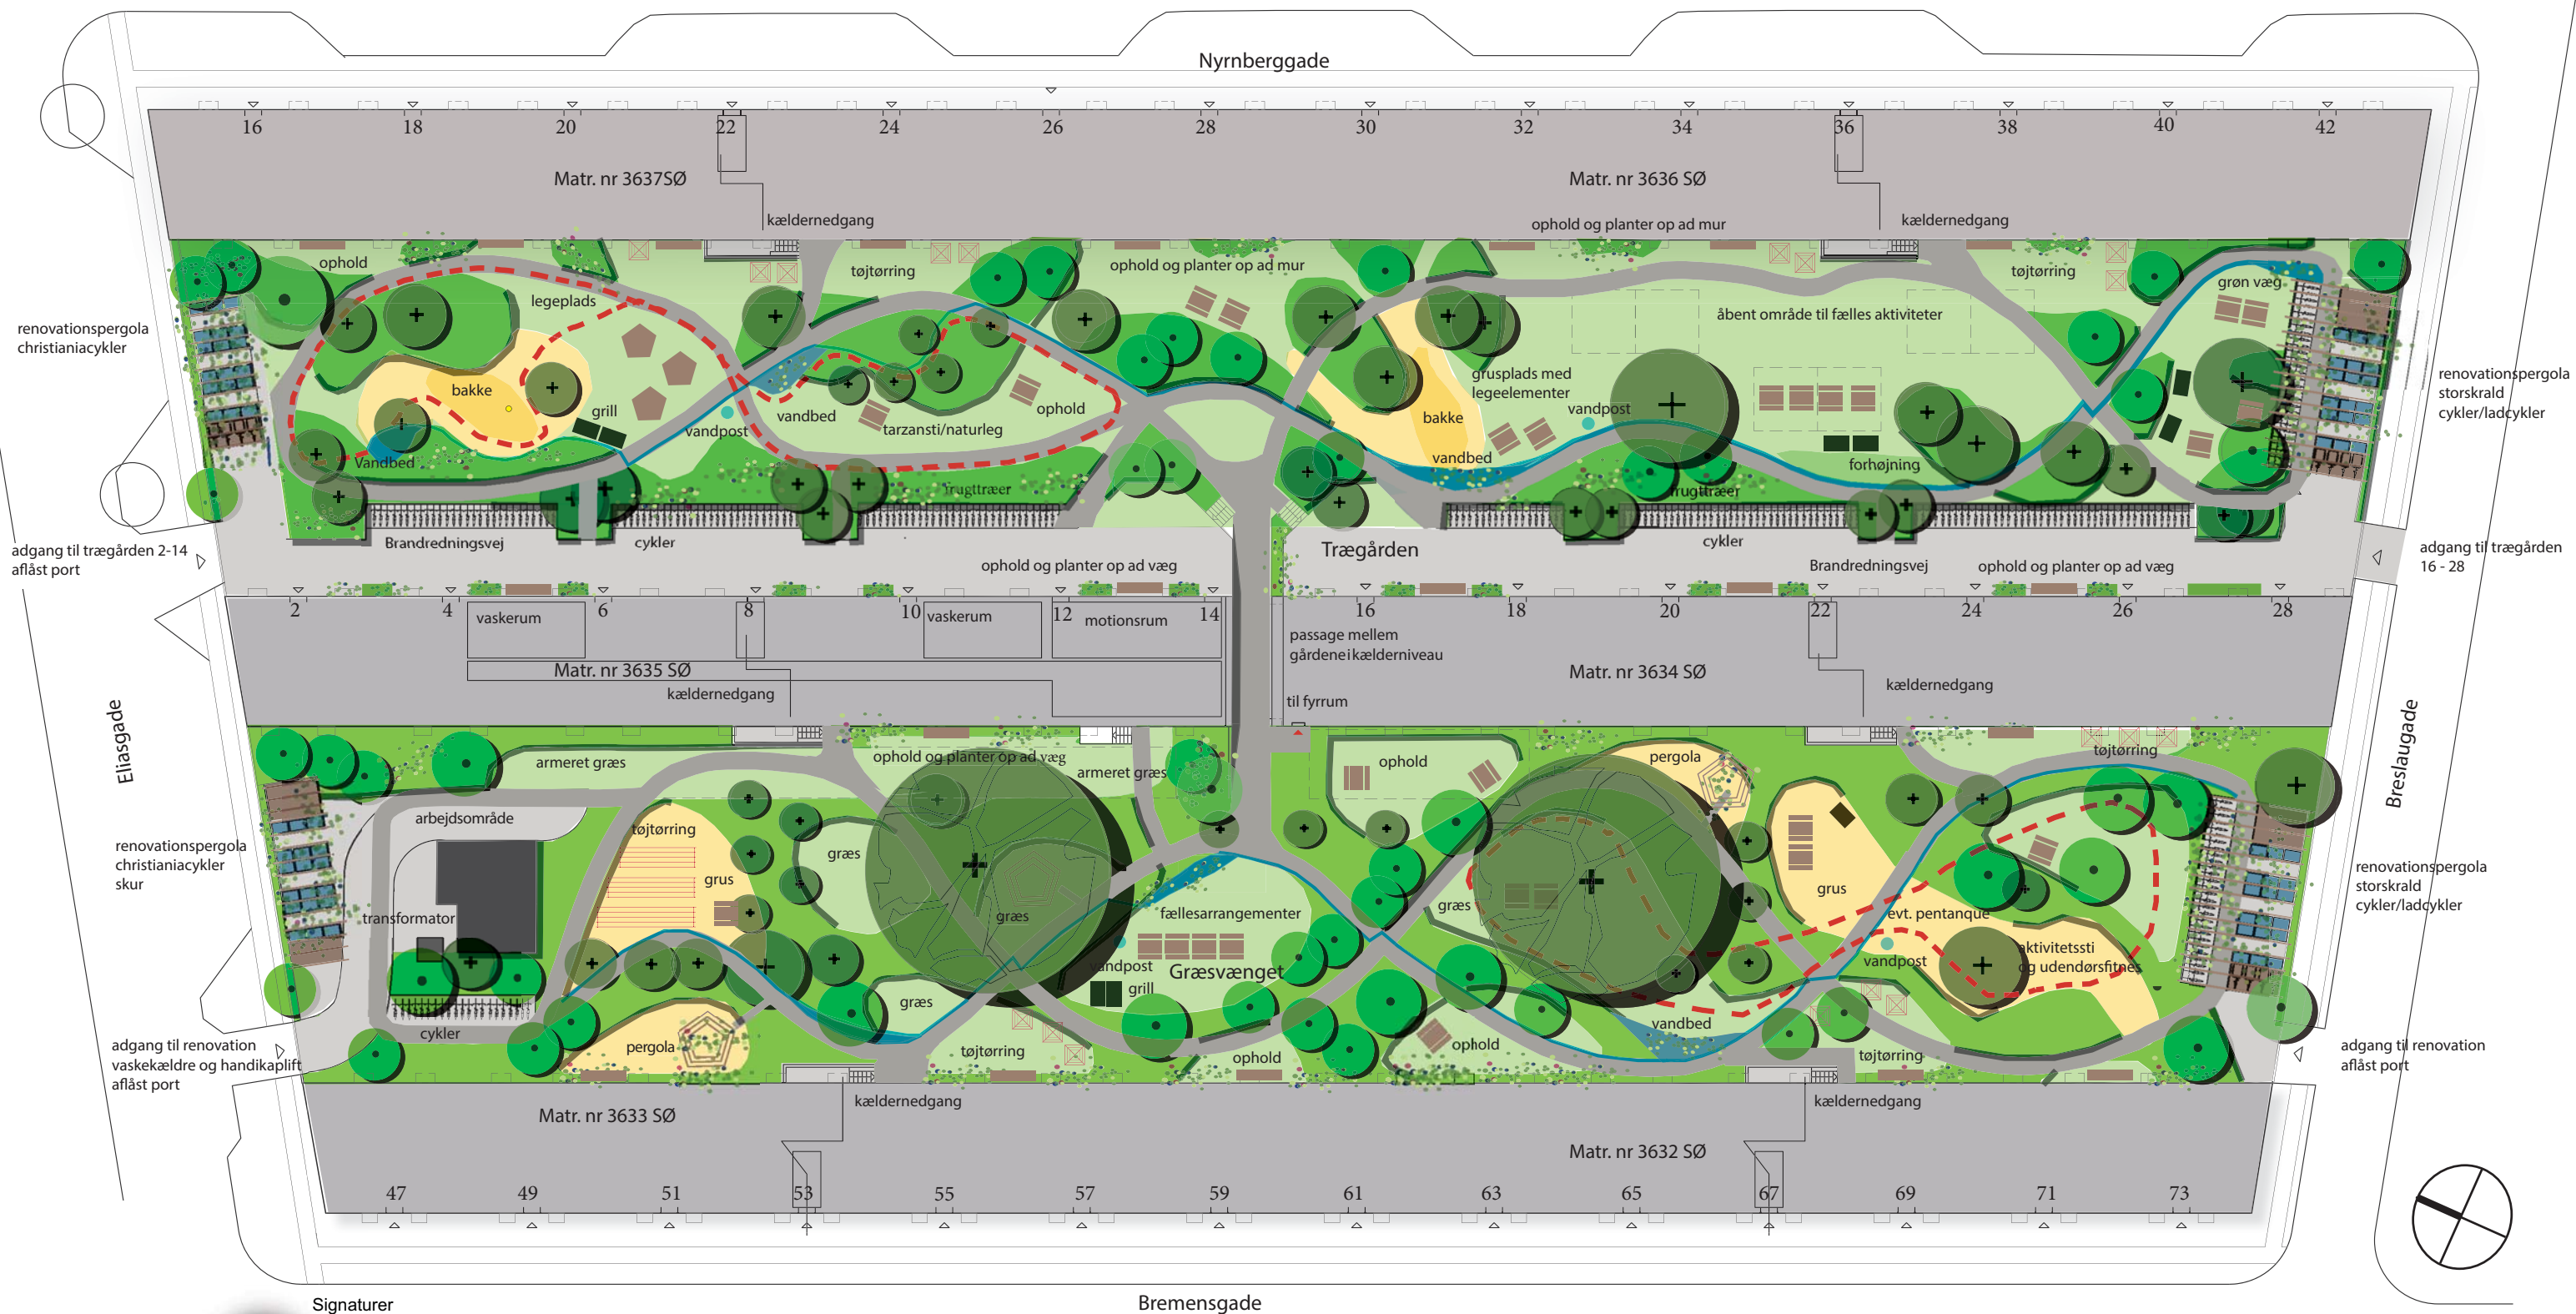 Nyrnberggade
16 18 20 22 24 26 28 30 32 34 36 38 40 42
Matr. nr 3637SØ
Matr. nr 3636 SØ
kældernedgang
ophold og planter op ad mur
kældernedgang
ophold
tøjtørring
ophold og planter op ad mur
tøjtørring
grøn væg
legeplads
åbent område til fælles aktiviteter
renovationspergola
christianiacykler
bakke
grill
vandpost
vandbed
tarzansti/naturleg
ophold
Vandbed
frugttræer
grusplads med
legeelementer
vandpost
bakke
vandbed
forhøjning
frugttræer
renovationspergola
storskrald
cykler/ladcykler
Brandredningsvej
cykler
Trægården
cykler
adgang til trægården 2-14
aflåst port
ophold og planter op ad væg
Brandredningsvej
ophold og planter op ad væg
adgang til trægården
16 - 28
2 4 6 8 10 12 14 16 18 20 22 24 26 28
vaskerum
vaskerum
motionsrum
passage mellem
gårdene i kælderniveau
Matr. nr 3635 SØ
Matr. nr 3634 SØ
kældernedgang
kældernedgang
til fyrrum
Eliasgade
Breslaugade
armeret græs
ophold og planter op ad væg
armeret græs
ophold
pergola
tøjtørring
arbejdsområde
tøjtørring
græs
grus
græs
fællesarrangementer
græs
grus
evt. pentanque
renovationspergola
christianiacykler
skur
renovationspergola
storskrald
cykler/ladcykler
transformator
aktivitetssti
og udendørsfitnes
vandpost
vandpost
Græsvænget
grill
græs
cykler
pergola
tøjtørring
ophold
ophold
vandbed
tøjtørring
adgang til renovation
vaskekældre og handikaplift
aflåst port
adgang til renovation
aflåst port
kældernedgang
kældernedgang
Matr. nr 3633 SØ
Matr. nr 3632 SØ
47 49 51 53 55 57 59 61 63 65 67 69 71 73
Signaturer
Bremensgade